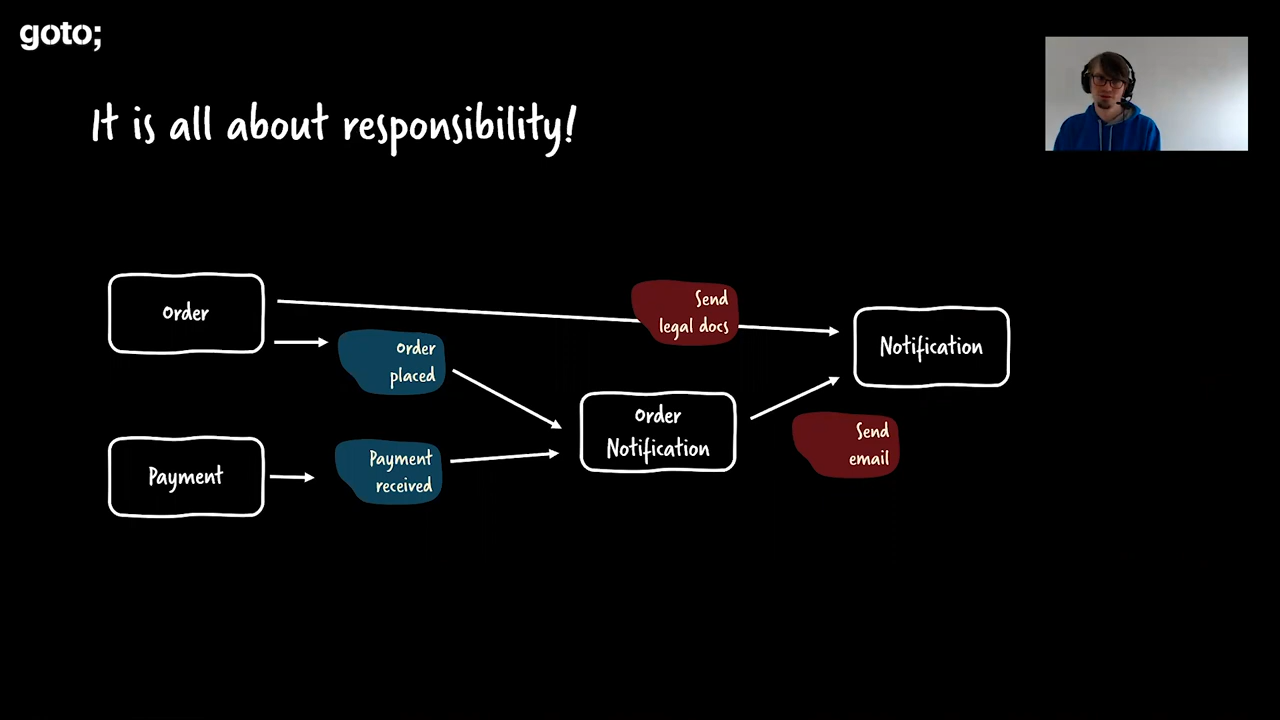 goto;
It is all about responsibility!
Order
Send
legal docs
Notification
Order
placed
Order
Notification
Send
email
Payment
Payment
received